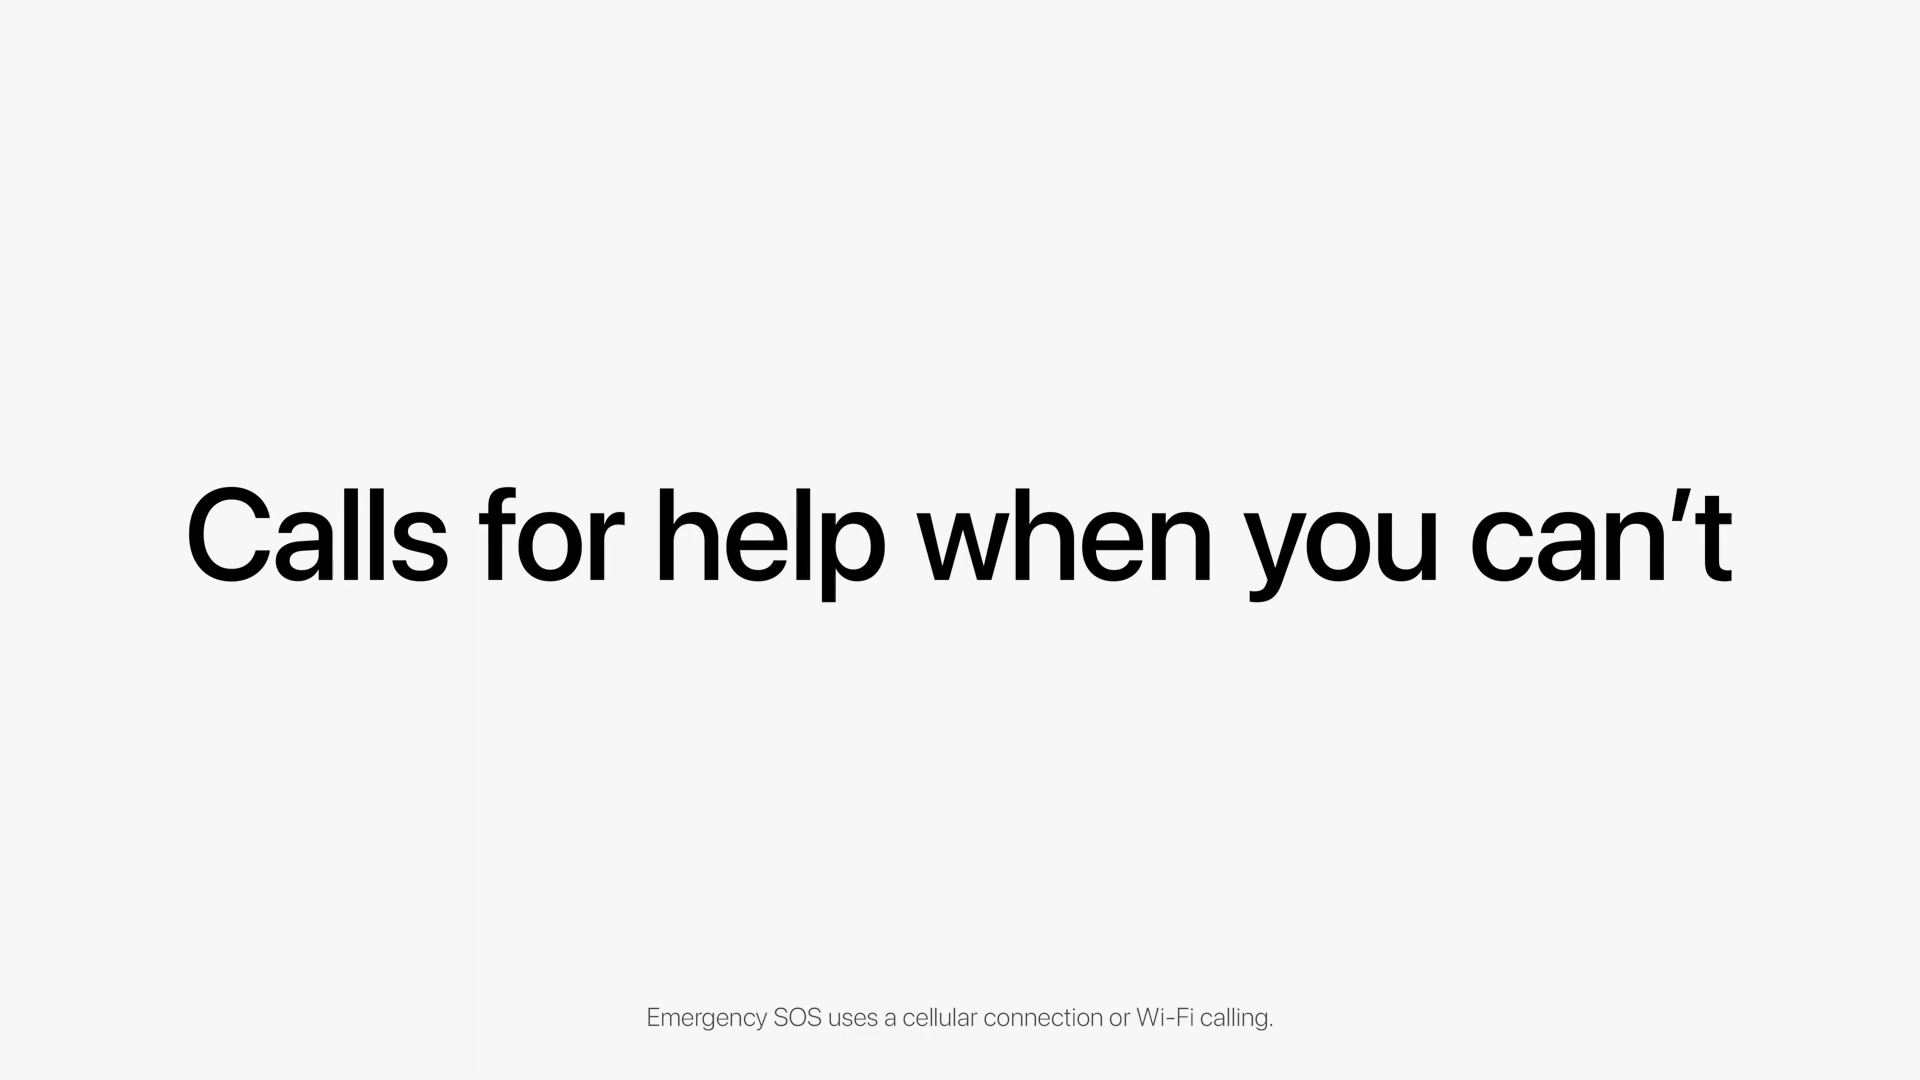 Calls for help when you can’t
Emergency SOS uses a cellular connection or Wi-Fi calling.